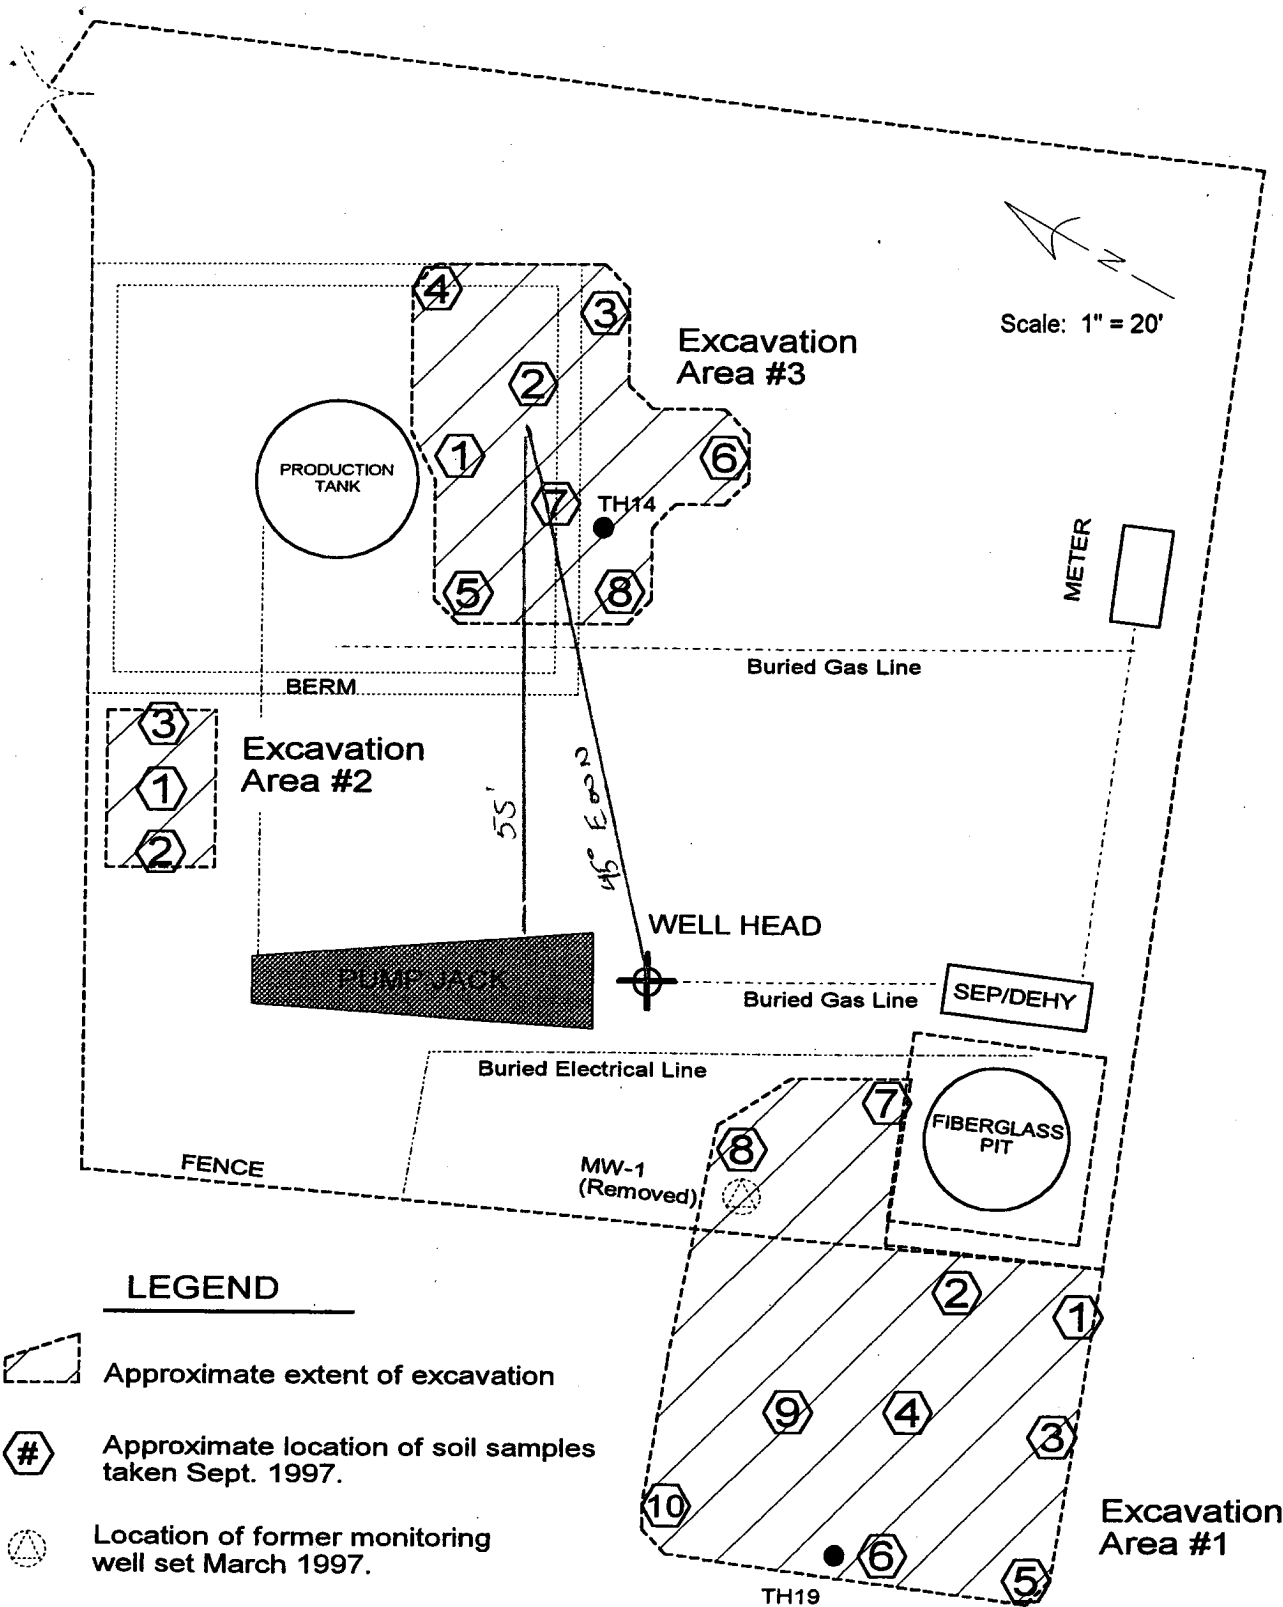 N
Scale: 1" = 20'
4
3
Excavation
Area #3
2
1
6
PRODUCTION
TANK
7
TH14
METER
5
8
Buried Gas Line
BERM
3
Excavation
Area #2
1
2
55'
WELL HEAD
PUMP JACK
Buried Gas Line
SEP/DEHY
Buried Electrical Line
7
FIBERGLASS
PIT
8
FENCE
MW-1
(Removed)
2
1
9
4
3
10
6
5
TH19
Excavation
Area #1
LEGEND
Approximate extent of excavation
#
Approximate location of soil samples
taken Sept. 1997.
Location of former monitoring
well set March 1997.